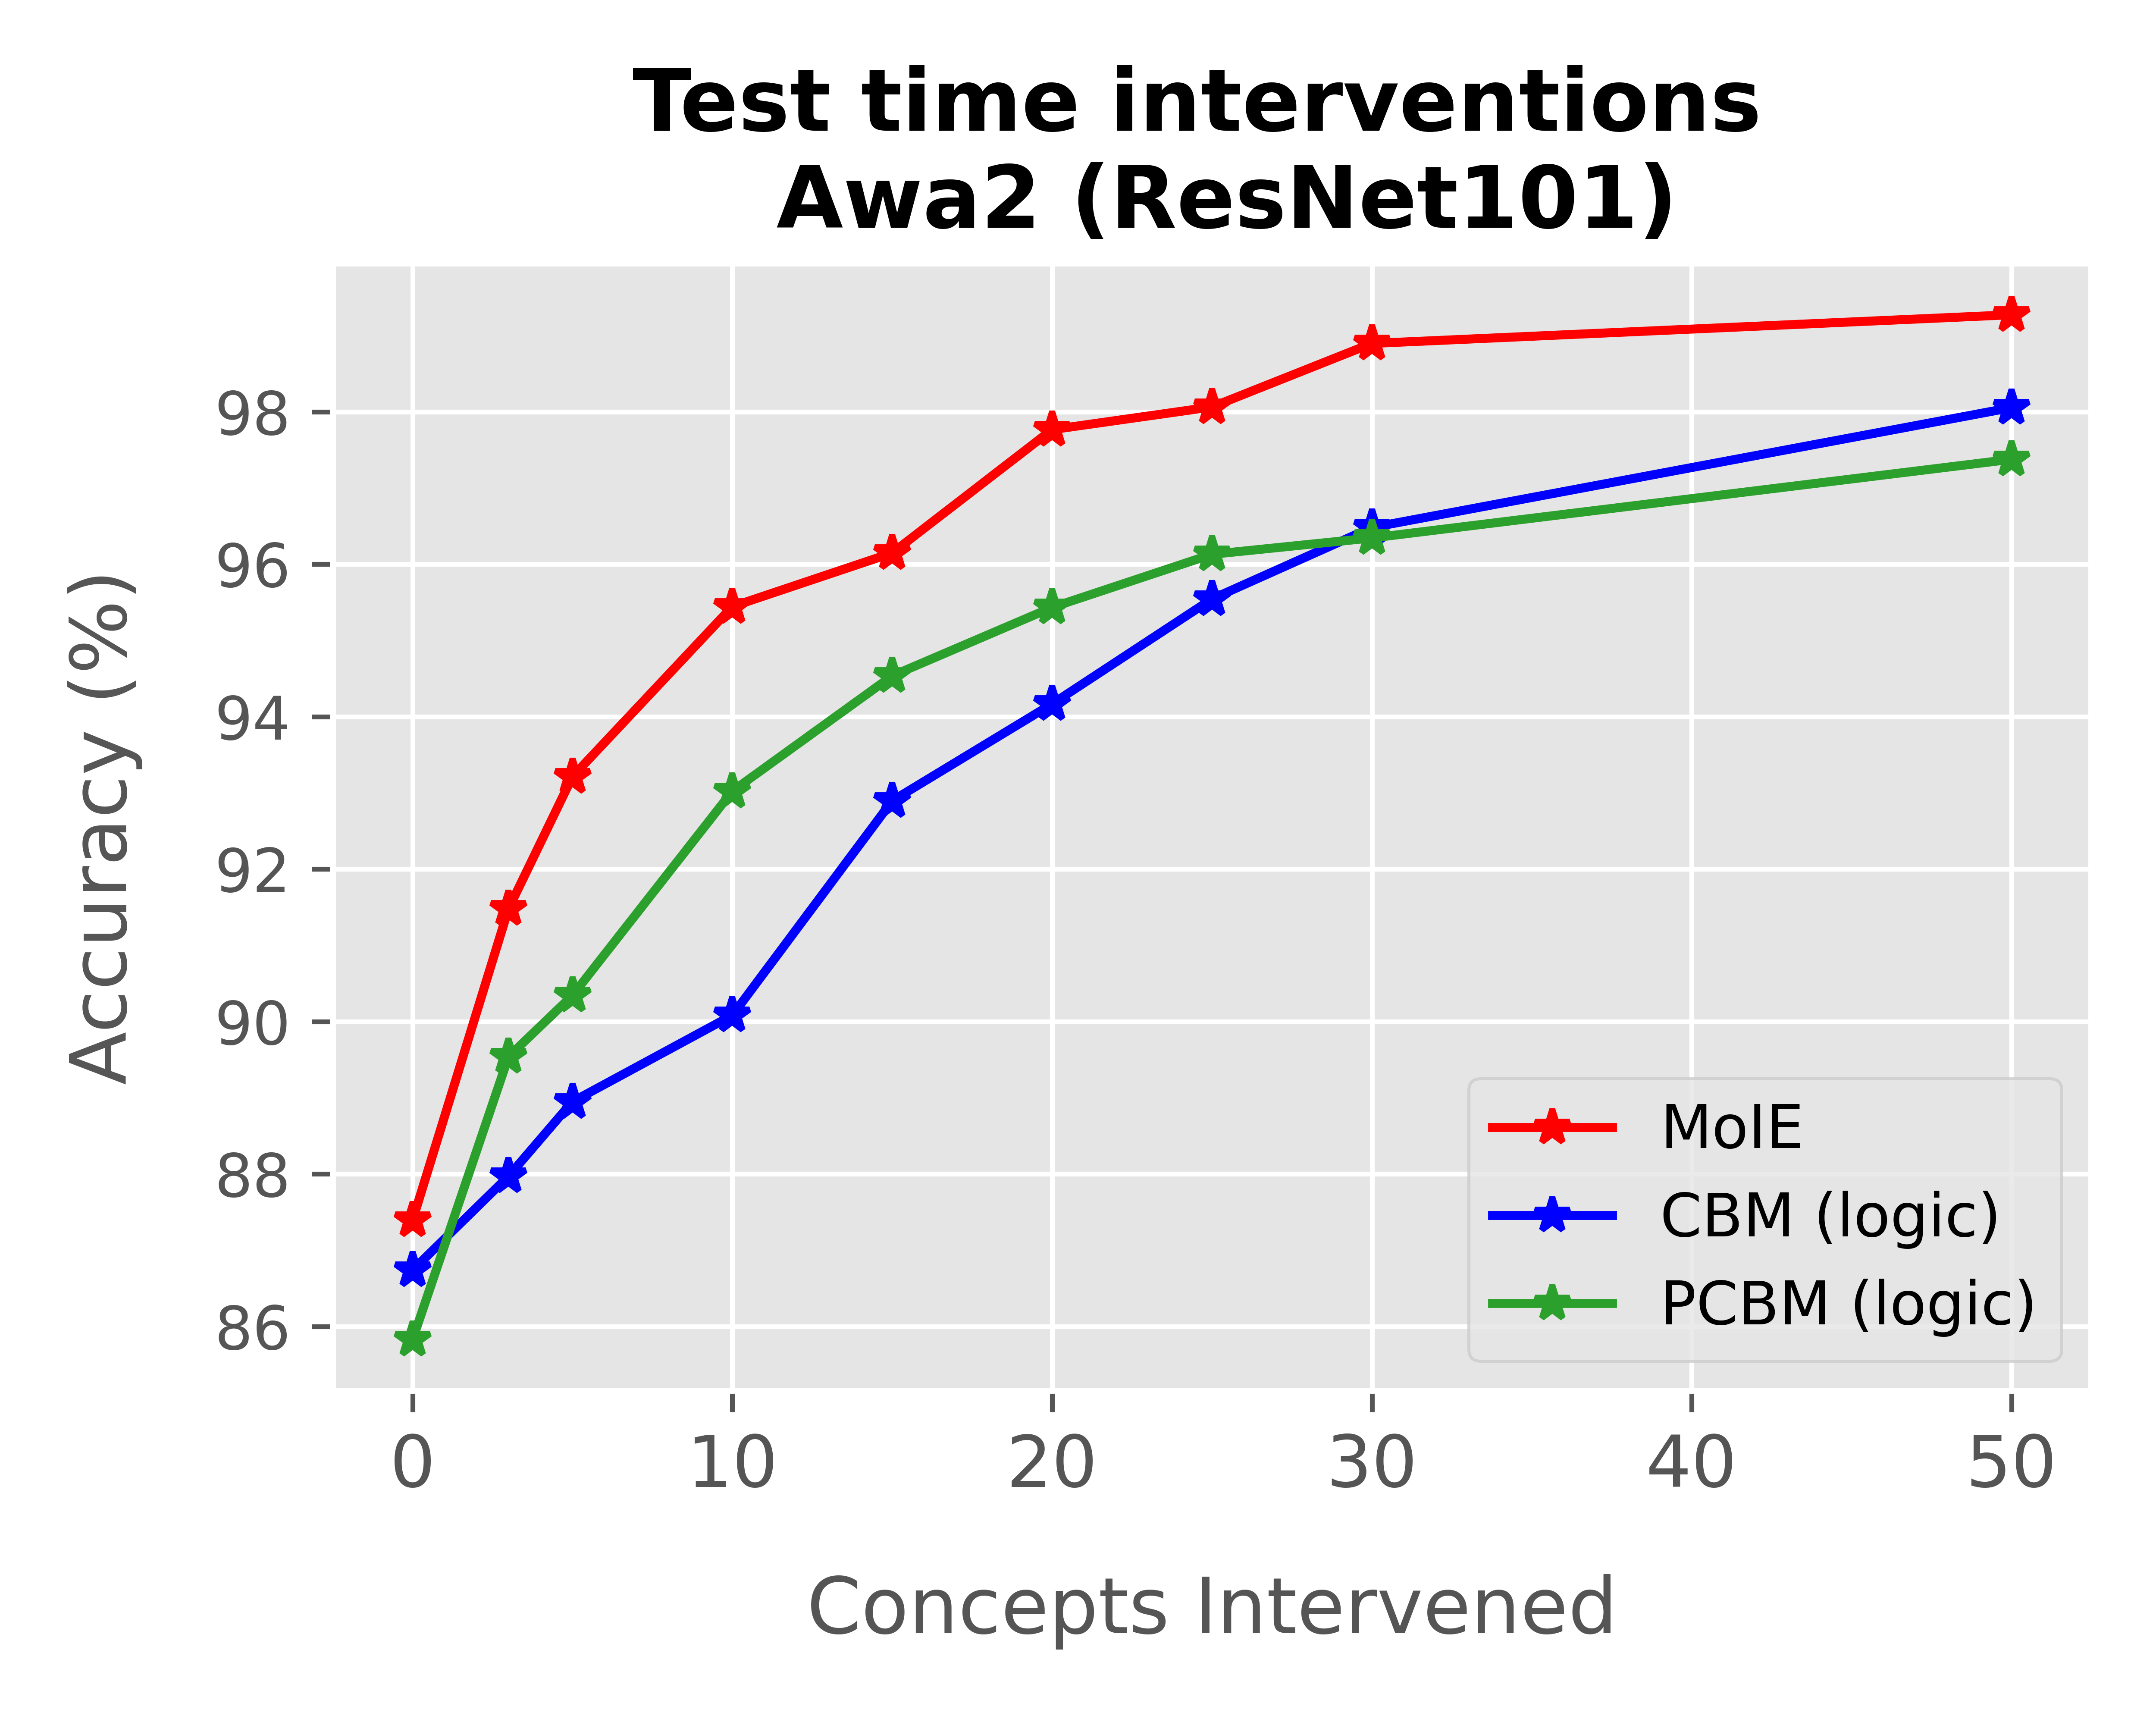 Test time interventions
Awa2 (ResNet101)
Accuracy (%)
98
96
94
92
90
88
86
0 10 20 30 40 50
Concepts Intervened
MoIE
CBM (logic)
PCBM (logic)